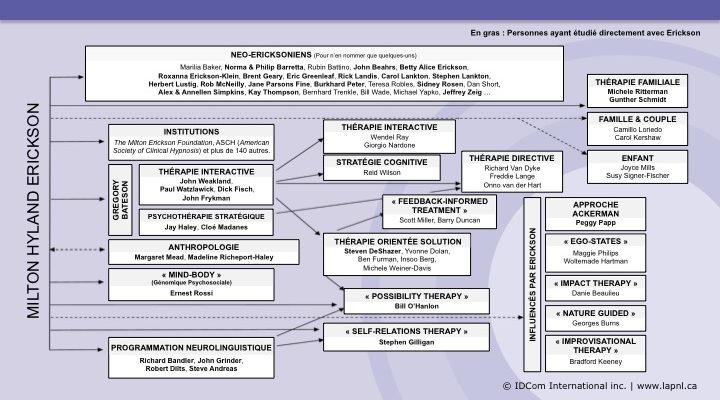 En gras : Personnes ayant étudié directement avec Erickson
MILTON HYLAND ERICKSON
NEO-ERICKSONIENS (Pour n'en nommer que quelques-uns)
Marilia Baker, Norma & Philip Barretta, Rubin Battino, John Beahrs, Betty Alice Erickson,
Roxanna Erickson-Klein, Brent Geary, Eric Greenleaf, Rick Landis, Carol Lankton, Stephen Lankton,
Herbert Lustig, Rob McNeilly, Jane Parsons Fine, Burkhard Peter, Teresa Robles, Sidney Rosen, Dan Short,
Alex & Annellen Simpkins, Kay Thompson, Bernhard Trenkle, Bill Wade, Michael Yapko, Jeffrey Zeig ...
THÉRAPIE FAMILIALE
Michele Ritterman
Gunther Schmidt
FAMILLE & COUPLE
Camillo Loriedo
Carol Kershaw
ENFANT
Joyce Mills
Susy Signer-Fischer
INSTITUTIONS
The Milton Erickson Foundation, ASCH (American
Society of Clinical Hypnosis) et plus de 140 autres.
THÉRAPIE INTERACTIVE
Wendel Ray
Giorgio Nardone
STRATÉGIE COGNITIVE
Reid Wilson
THÉRAPIE DIRECTIVE
Richard Van Dyke
Freddie Lange
Onno van der Hart
GREGORY
BATESON
THÉRAPIE INTERACTIVE
John Weakland,
Paul Watzlawick, Dick Fisch,
John Frykman
PSYCHOTHÉRAPIE STRATÉGIQUE
Jay Haley, Cloé Madanes
« FEEDBACK-INFORMED
TREATMENT »
Scott Miller, Barry Duncan
ANTHROPOLOGIE
Margaret Mead, Madeline Richeport-Haley
THÉRAPIE ORIENTÉE SOLUTION
Steven DeShazer, Yvonne Dolan,
Ben Furman, Insoo Berg,
Michele Weiner-Davis
« MIND-BODY »
(Génomique Psychosociale)
Ernest Rossi
« POSSIBILITY THERAPY »
Bill O'Hanlon
« SELF-RELATIONS THERAPY »
Stephen Gilligan
PROGRAMMATION NEUROLINGUISTIQUE
Richard Bandler, John Grinder,
Robert Dilts, Steve Andreas
INFLUENCÉS PAR ERICKSON
APPROCHE
ACKERMAN
Peggy Papp
« EGO-STATES »
Maggie Philips
Woltemade Hartman
« IMPACT THERAPY »
Danie Beaulieu
« NATURE GUIDED »
Georges Burns
« IMPROVISATIONAL
THERAPY »
Bradford Keeney
© IDCom International inc. | www.lapnl.ca